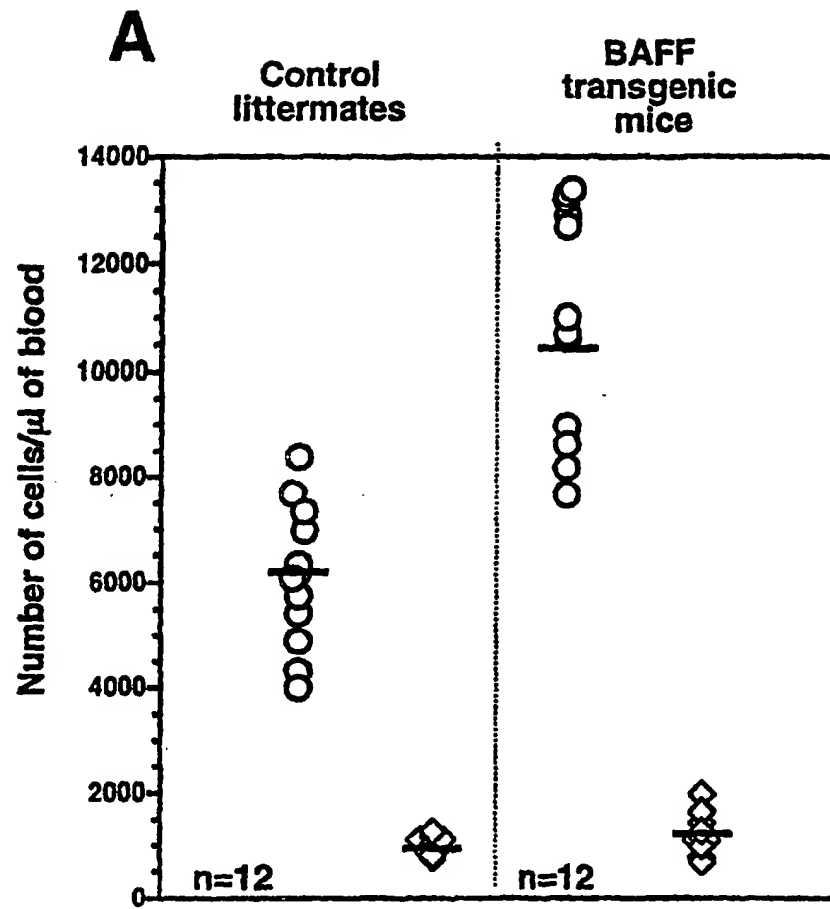 A
Control
littermates
BAFF
transgenic
mice
Number of cells/μl of blood
14000
12000
10000
8000
6000
4000
2000
0
n=12
n=12